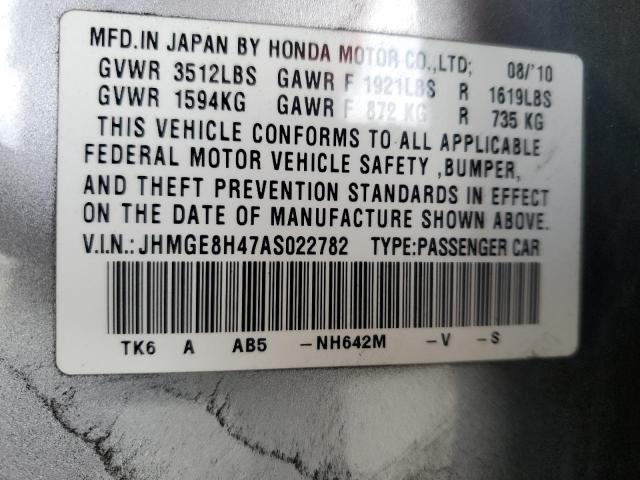 MFD.IN JAPAN BY HONDA MOTOR CO.,LTD; 08/'10
GVWR 3512LBS GAWR F 1921LBS R 1619LBS
GVWR 1594KG GAWR F 872 KG R 735 KG
THIS VEHICLE CONFORMS TO ALL APPLICABLE
FEDERAL MOTOR VEHICLE SAFETY ,BUMPER,
AND THEFT PREVENTION STANDARDS IN EFFECT
ON THE DATE OF MANUFACTURE SHOWN ABOVE.
V.I.N.:JHMGE8H47AS022782 TYPE:PASSENGER CAR
TK6 A AB5 -NH642M -V -S